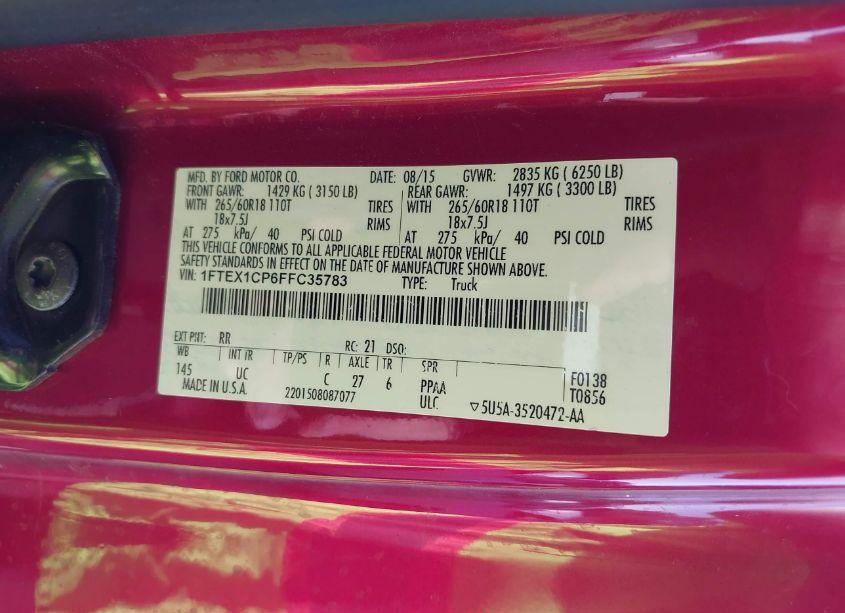 MFD. BY FORD MOTOR CO. DATE: 08/15 GVWR: 2835 KG ( 6250 LB)
FRONT GAWR: 1429 KG ( 3150 LB) REAR GAWR: 1497 KG ( 3300 LB)
WITH 265/60R18 110T TIRES WITH 265/60R18 110T TIRES
18x7.5J RIMS 18x7.5J RIMS
AT 275 kPa/ 40 PSI COLD AT 275 kPa/ 40 PSI COLD
THIS VEHICLE CONFORMS TO ALL APPLICABLE FEDERAL MOTOR VEHICLE
SAFETY STANDARDS IN EFFECT ON THE DATE OF MANUFACTURE SHOWN ABOVE.
VIN: 1FTEX1CP6FFC35783 TYPE: Truck
EXT PNT: RR RC: 21 DSO:
WB INT TR TP/PS R AXLE TR SPR
145 UC C 27 6 PPAA F0138
MADE IN U.S.A. 2201508087077 ULC T0856
▽5U5A-3520472-AA